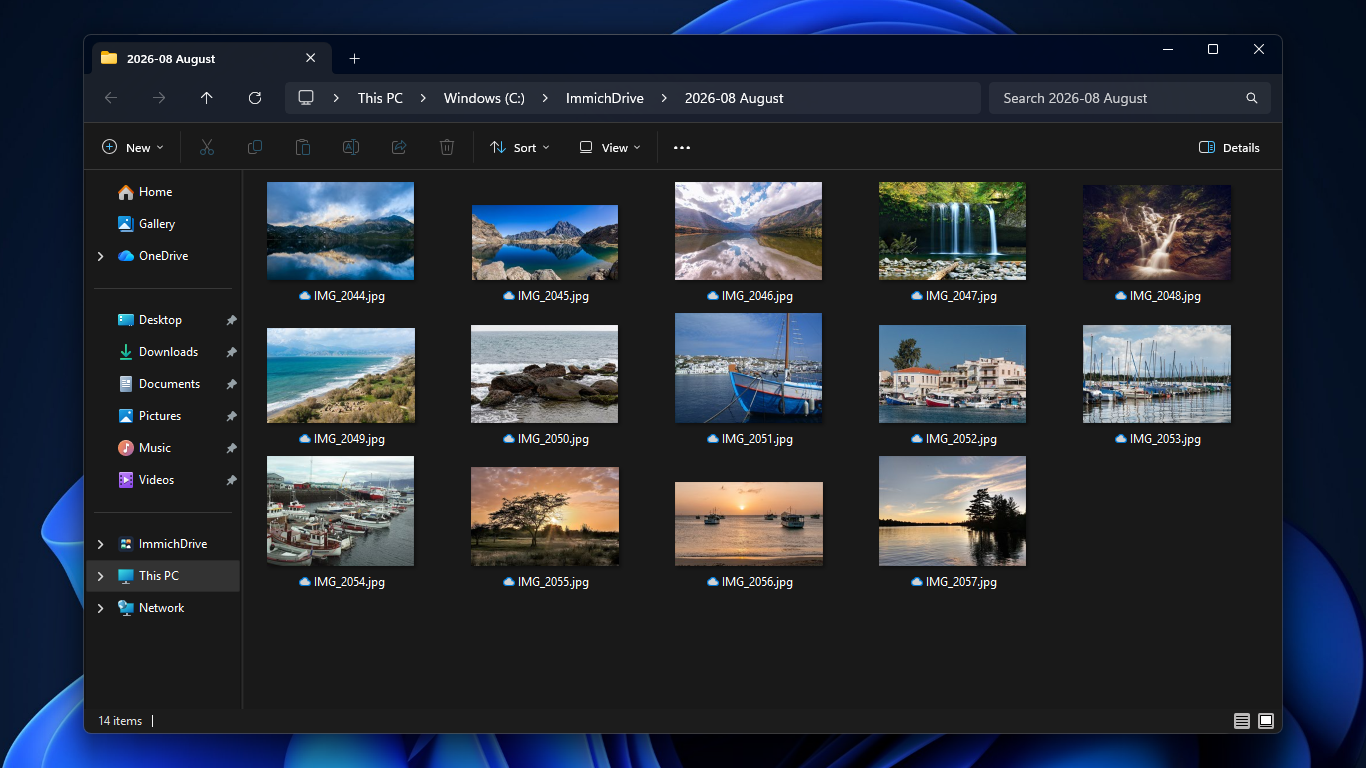 2026-08 August
This PC > Windows (C:) > ImmichDrive > 2026-08 August
Search 2026-08 August
New
Sort
View
Details
Home
Gallery
OneDrive
Desktop
Downloads
Documents
Pictures
Music
Videos
ImmichDrive
This PC
Network
IMG_2044.jpg
IMG_2045.jpg
IMG_2046.jpg
IMG_2047.jpg
IMG_2048.jpg
IMG_2049.jpg
IMG_2050.jpg
IMG_2051.jpg
IMG_2052.jpg
IMG_2053.jpg
IMG_2054.jpg
IMG_2055.jpg
IMG_2056.jpg
IMG_2057.jpg
14 items